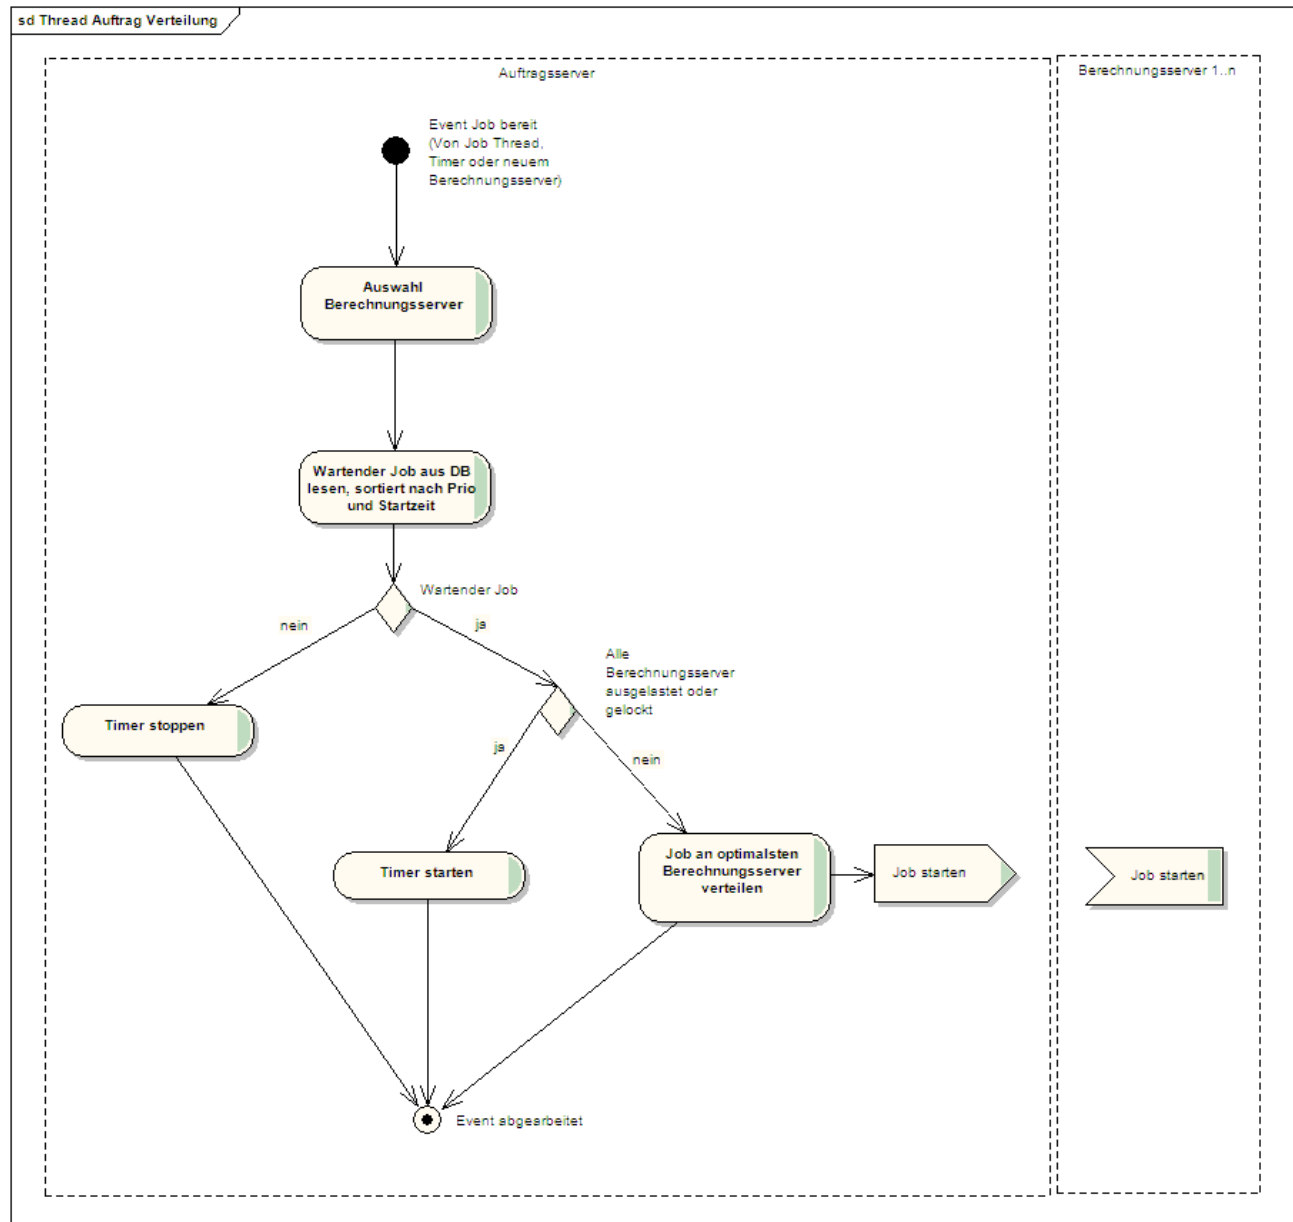 sd Thread Auftrag Verteilung
Auftragsserver
Berechnungsserver 1..n
Event Job bereit
(Von Job Thread,
Timer oder neuem
Berechnungsserver)
Auswahl
Berechnungsserver
Wartender Job aus DB
lesen, sortiert nach Prio
und Startzeit
Wartender Job
nein
ja
Alle
Berechnungsserver
ausgelastet oder
gelockt
Timer stoppen
ja
nein
Timer starten
Job an optimalsten
Berechnungsserver
verteilen
Job starten
Job starten
Event abgearbeitet